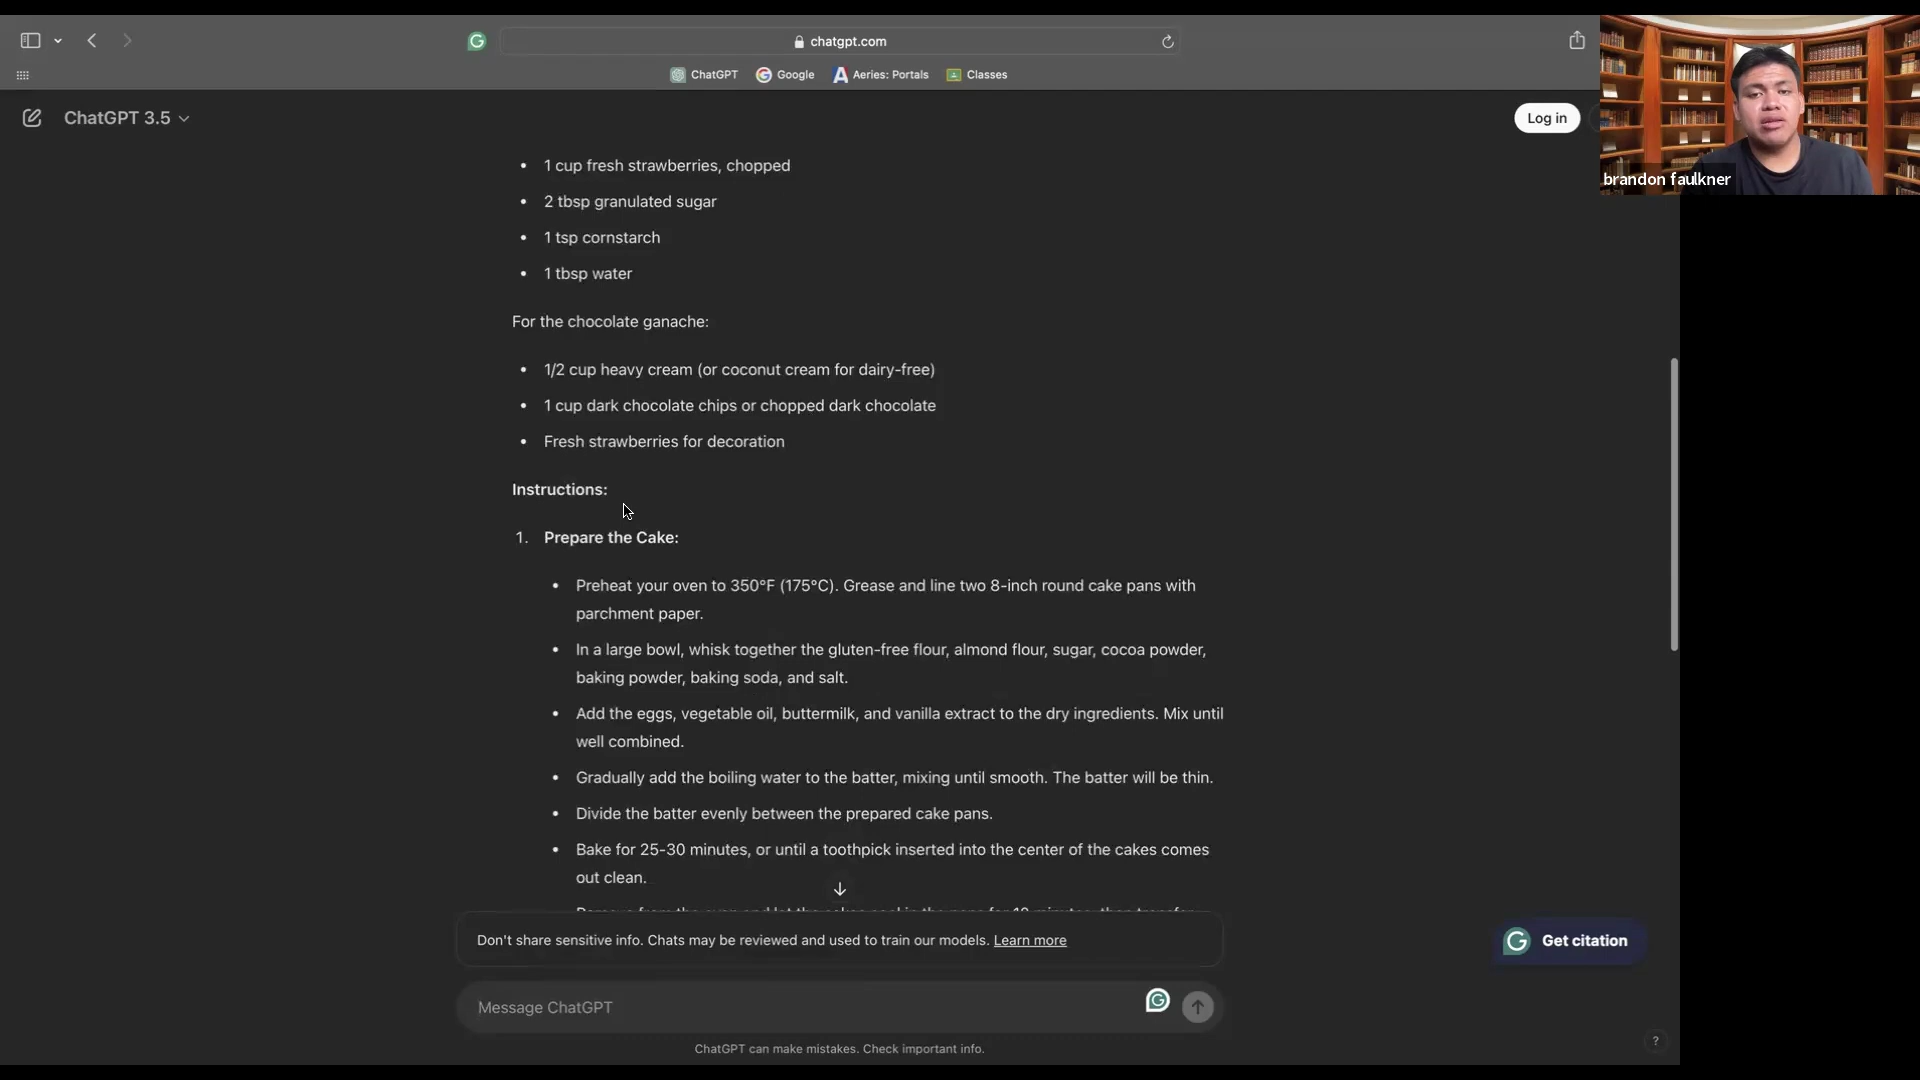 chatgpt.com
ChatGPT
Google
Aeries: Portals
Classes
ChatGPT 3.5
Log in
brandon faulkner
• 1 cup fresh strawberries, chopped
• 2 tbsp granulated sugar
• 1 tsp cornstarch
• 1 tbsp water
For the chocolate ganache:
• 1/2 cup heavy cream (or coconut cream for dairy-free)
• 1 cup dark chocolate chips or chopped dark chocolate
• Fresh strawberries for decoration
Instructions:
1. Prepare the Cake:
• Preheat your oven to 350°F (175°C). Grease and line two 8-inch round cake pans with
parchment paper.
• In a large bowl, whisk together the gluten-free flour, almond flour, sugar, cocoa powder,
baking powder, baking soda, and salt.
• Add the eggs, vegetable oil, buttermilk, and vanilla extract to the dry ingredients. Mix until
well combined.
• Gradually add the boiling water to the batter, mixing until smooth. The batter will be thin.
• Divide the batter evenly between the prepared cake pans.
• Bake for 25-30 minutes, or until a toothpick inserted into the center of the cakes comes
out clean.
Don't share sensitive info. Chats may be reviewed and used to train our models. Learn more
Get citation
Message ChatGPT
ChatGPT can make mistakes. Check important info.
?